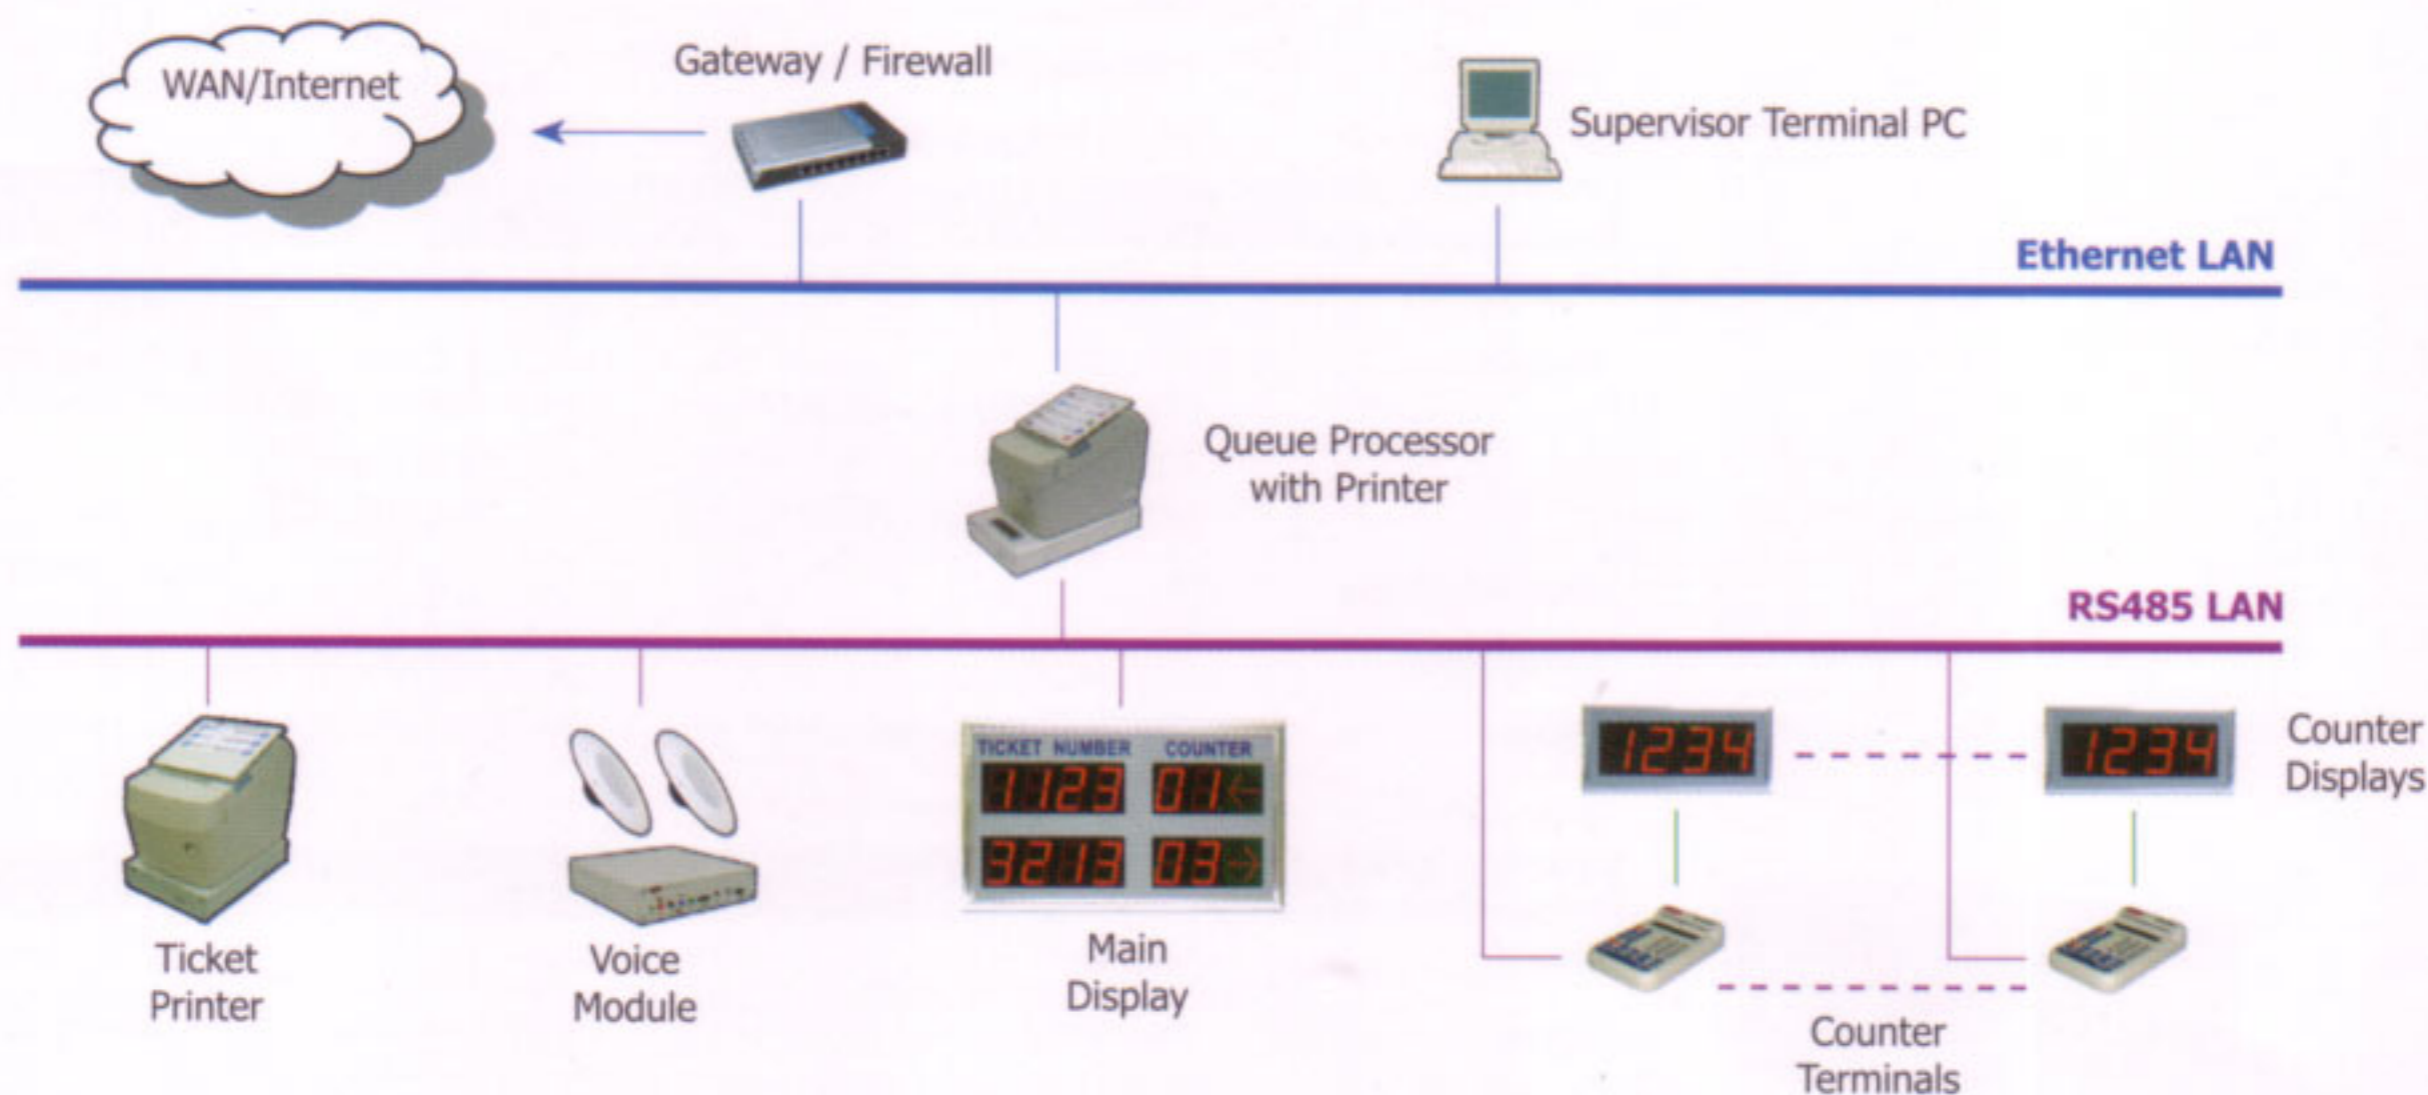 WAN/Internet
Gateway / Firewall
Supervisor Terminal PC
Ethernet LAN
Queue Processor
with Printer
RS485 LAN
TICKET NUMBER COUNTER
1123 01←
3213 03→
1234
1234
Counter
Displays
Ticket
Printer
Voice
Module
Main
Display
Counter
Terminals